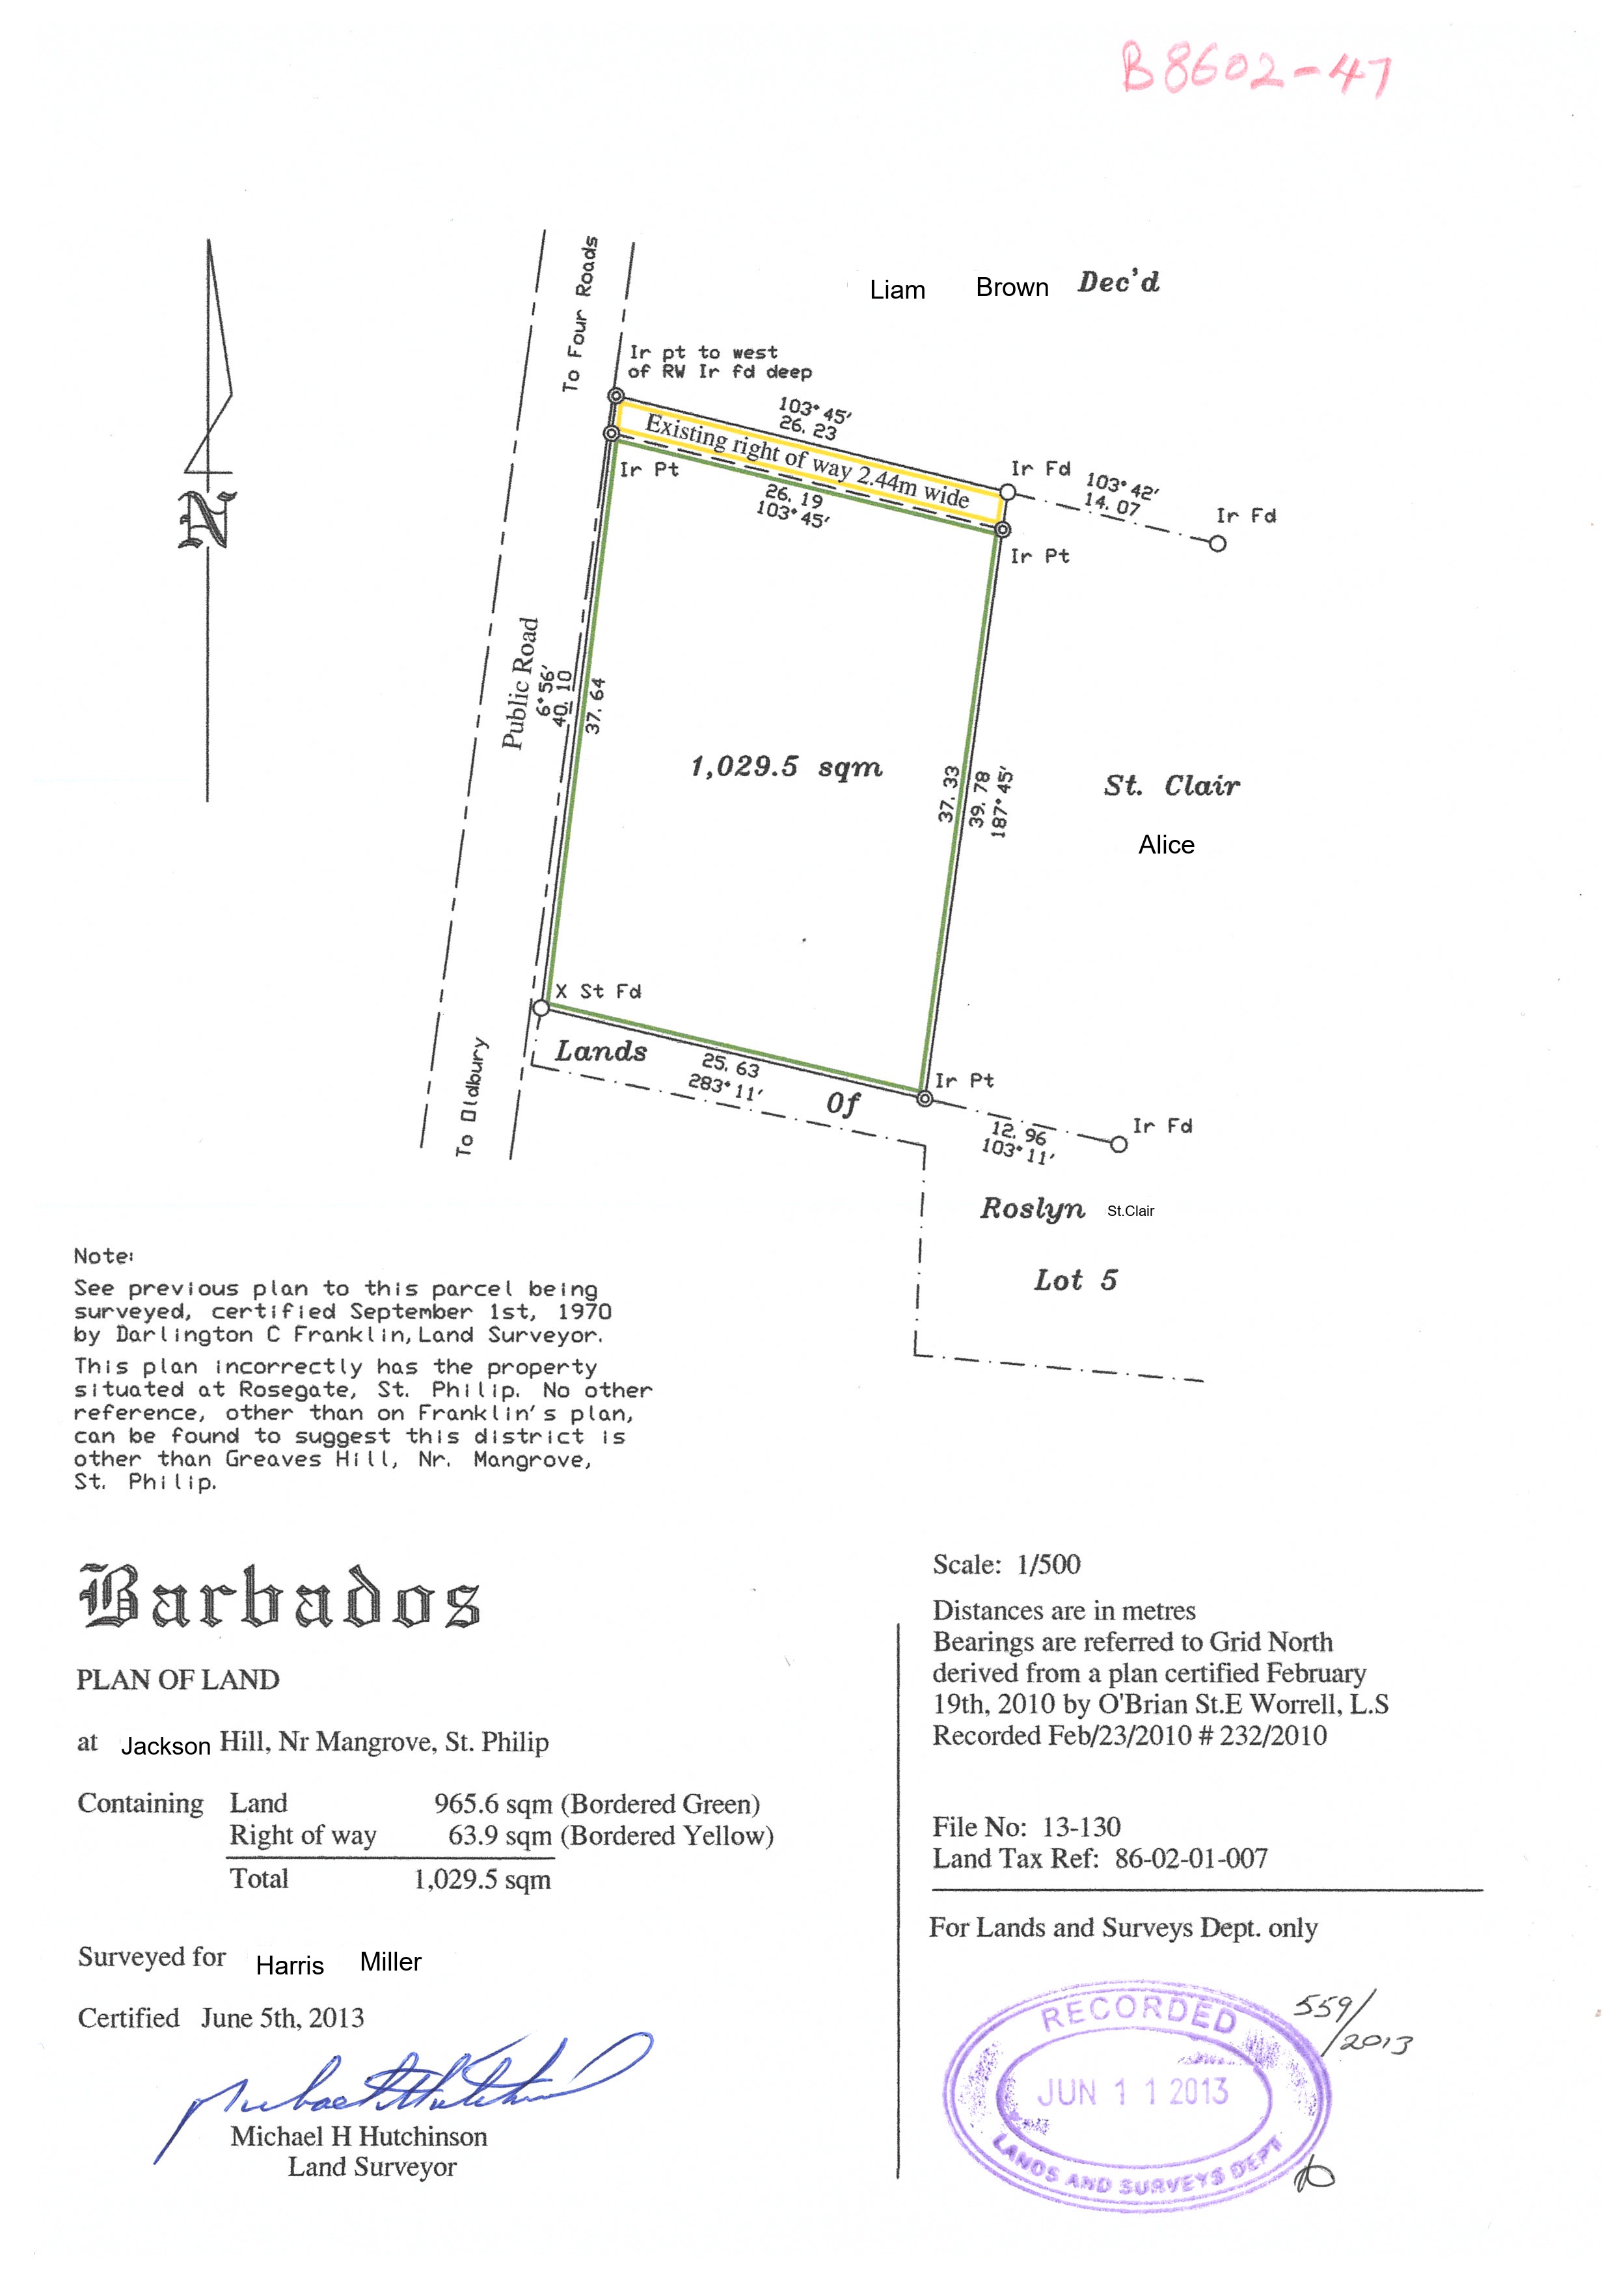 B8602-47
To Four Roads
Liam Brown Dec'd
Ir pt to west
of RW Ir fd deep
103°45'
26.23
Existing right of way 2.44m wide
Ir Pt
26.19
103°45'
Ir Fd
103°42'
14.07
Ir Fd
Ir Pt
N
Public Road
6°56'
40.10
37.64
1,029.5 sqm
37.33
39.78
187°45'
St. Clair
Alice
X St Fd
Lands
25.63
283°11'
Of
Ir Pt
12.96
103°11'
Ir Fd
To Oldbury
Roslyn St.Clair
Lot 5
Note:
See previous plan to this parcel being
surveyed, certified September 1st, 1970
by Darlington C Franklin, Land Surveyor.
This plan incorrectly has the property
situated at Rosegate, St. Philip. No other
reference, other than on Franklin's plan,
can be found to suggest this district is
other than Greaves Hill, Nr. Mangrove,
St. Philip.
Barbados
PLAN OF LAND
at Jackson Hill, Nr Mangrove, St. Philip
Containing Land 965.6 sqm (Bordered Green)
Right of way 63.9 sqm (Bordered Yellow)
Total 1,029.5 sqm
Surveyed for Harris Miller
Certified June 5th, 2013
Michael H Hutchinson
Land Surveyor
Scale: 1/500
Distances are in metres
Bearings are referred to Grid North
derived from a plan certified February
19th, 2010 by O'Brian St.E Worrell, L.S
Recorded Feb/23/2010 # 232/2010
File No: 13-130
Land Tax Ref: 86-02-01-007
For Lands and Surveys Dept. only
RECORDED
JUN 11 2013
LANDS AND SURVEYS DEPT
559/
/2013